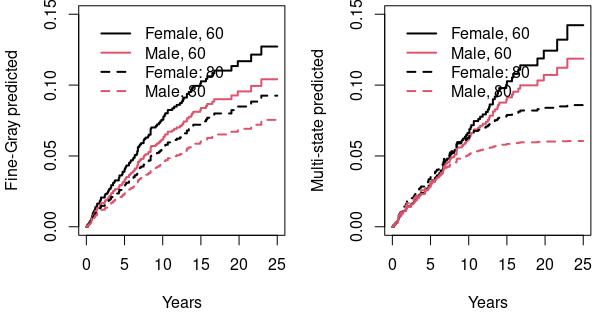 Fine-Gray predicted
0.15
0.10
0.05
0.00
Female, 60
Male, 60
Female: 80
Male, 80
0 5 10 15 20 25
Years
Multi-state predicted
0.15
0.10
0.05
0.00
Female, 60
Male, 60
Female: 80
Male, 80
0 5 10 15 20 25
Years